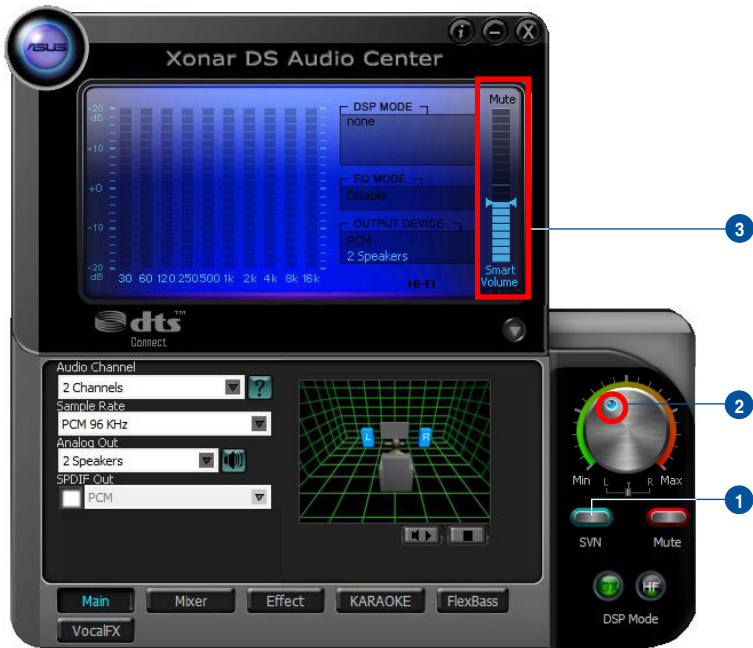 ASUS
i
X
Xonar DS Audio Center
+20
dB
+10
+0
-10
-20
dB
30 60 120 250 500 1k 2k 4k 8k 16k
DSP MODE
none
EQ MODE
Disable
OUTPUT DEVICE
PCM
2 Speakers
Hi-Fi
Mute
Smart
Volume
3
dts™
Connect
Audio Channel
2 Channels
?
Sample Rate
PCM 96 KHz
Analog Out
2 Speakers
SPDIF Out
PCM
L
R
2
Min
L
R
Max
1
SVN
Mute
GX
HF
DSP Mode
Main
Mixer
Effect
KARAOKE
FlexBass
VocalFX